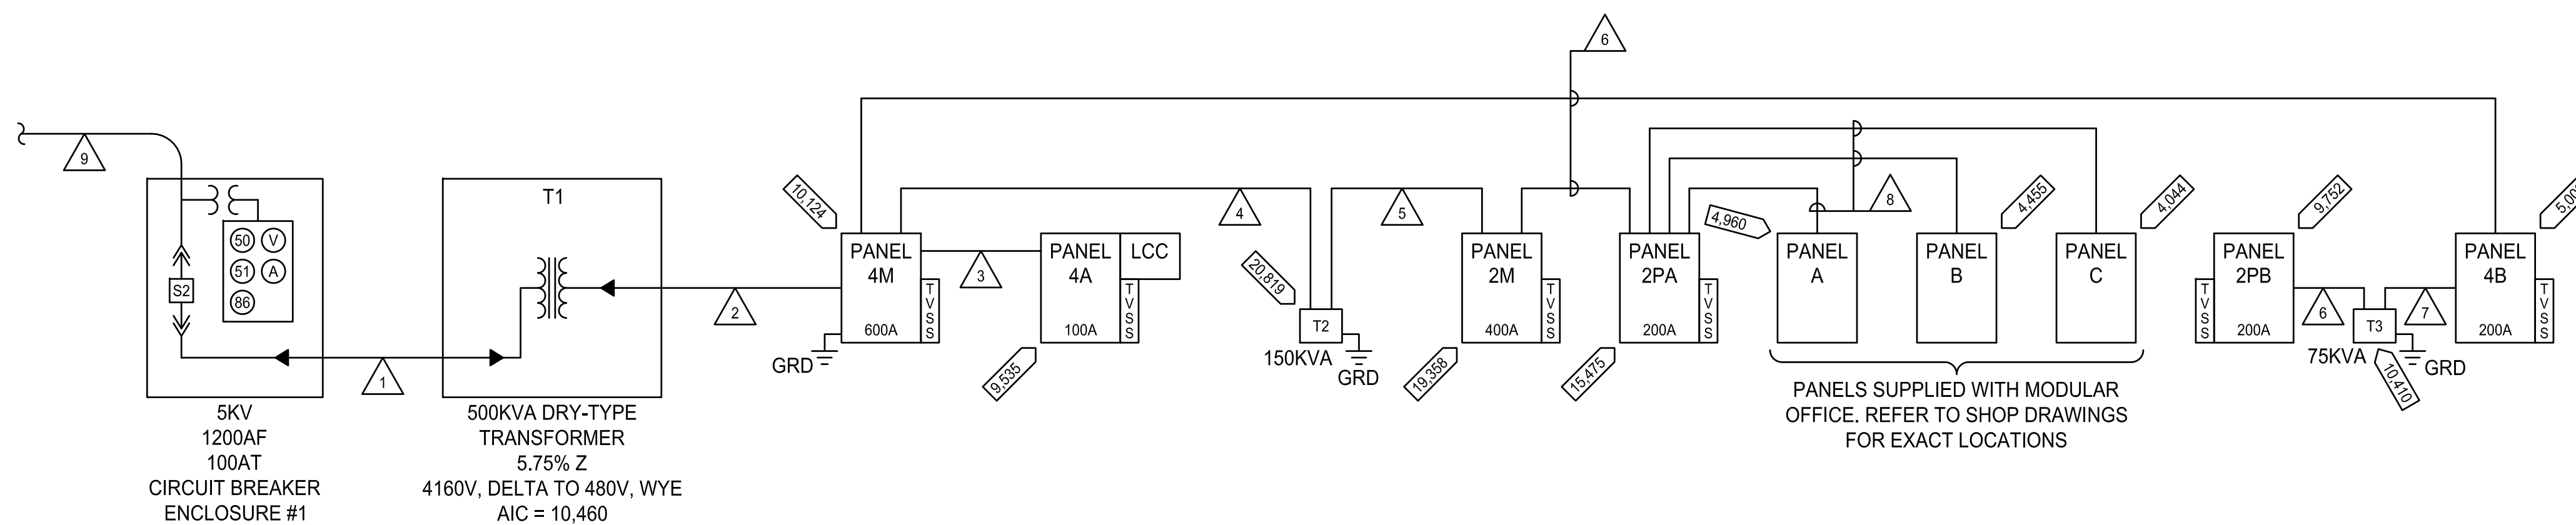 9
50
V
51
A
86
S2
5KV
1200AF
100AT
CIRCUIT BREAKER
ENCLOSURE #1
1
T1
500KVA DRY-TYPE
TRANSFORMER
5.75% Z
4160V, DELTA TO 480V, WYE
AIC = 10,460
2
10,124
PANEL
4M
600A
TVSS
GRD
3
9,535
PANEL
4A
100A
LCC
TVSS
4
20,819
T2
150KVA
GRD
5
19,358
PANEL
2M
400A
TVSS
6
15,475
PANEL
2PA
200A
TVSS
4,960
8
PANEL
A
4,455
PANEL
B
4,044
PANEL
C
PANELS SUPPLIED WITH MODULAR
OFFICE. REFER TO SHOP DRAWINGS
FOR EXACT LOCATIONS
9,752
TVSS
PANEL
2PB
200A
6
T3
75KVA
10,410
GRD
7
PANEL
4B
200A
TVSS